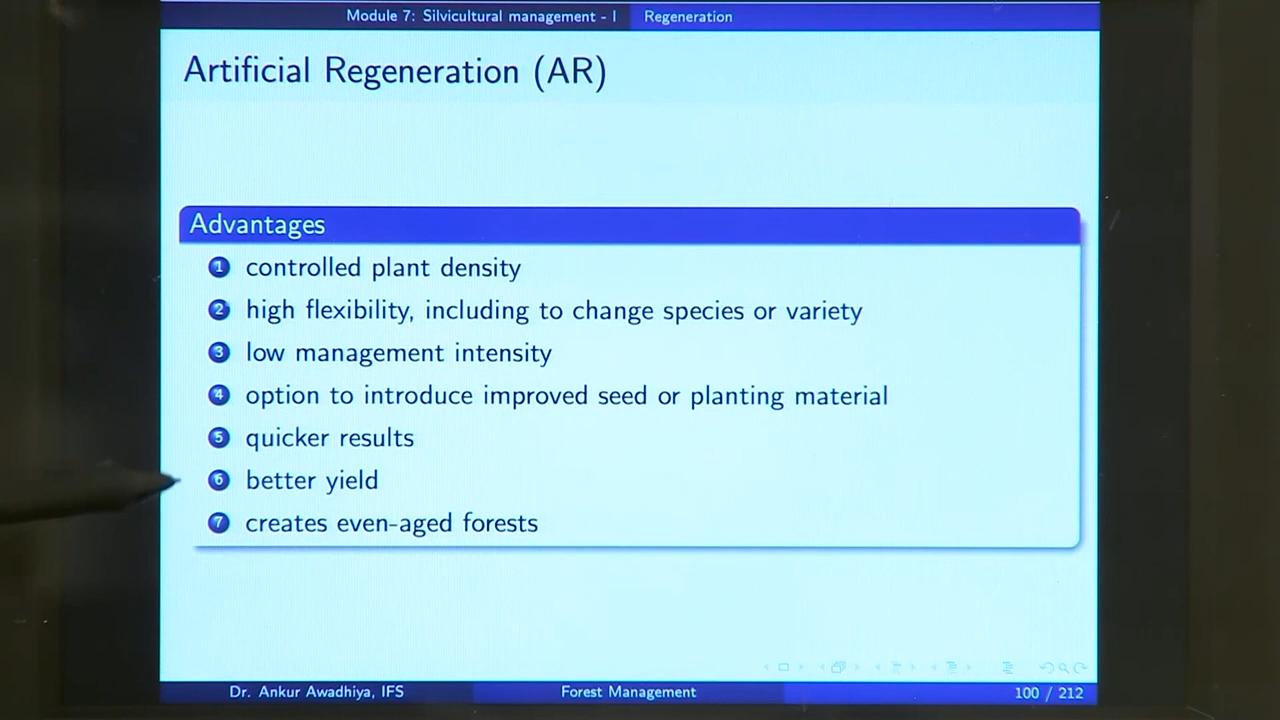 Module 7: Silvicultural management - I Regeneration
Artificial Regeneration (AR)
Advantages
1 controlled plant density
2 high flexibility, including to change species or variety
3 low management intensity
4 option to introduce improved seed or planting material
5 quicker results
6 better yield
7 creates even-aged forests
Dr. Ankur Awadhiya, IFS Forest Management 100 / 212